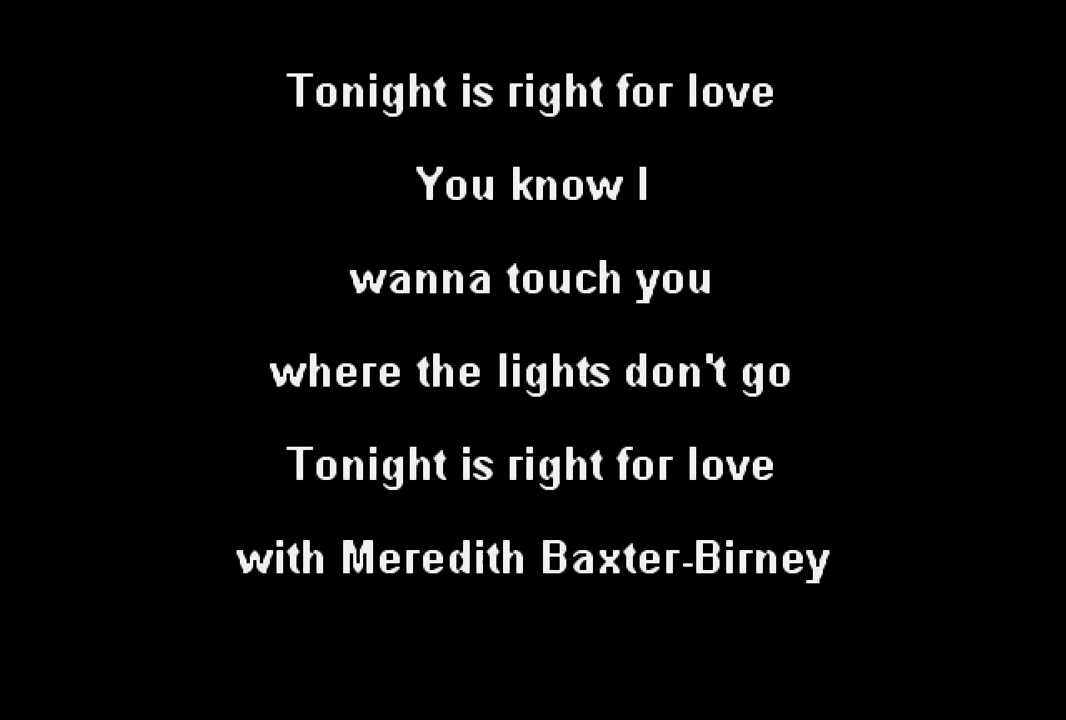 Tonight is right for love
You know I
wanna touch you
where the lights don't go
Tonight is right for love
with Meredith Baxter-Birney